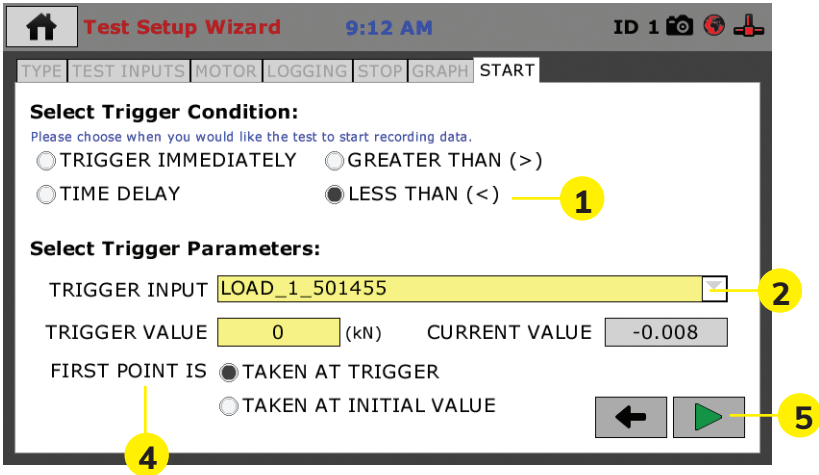 Test Setup Wizard 9:12 AM ID 1
TYPE TEST INPUTS MOTOR LOGGING STOP GRAPH START
Select Trigger Condition:
Please choose when you would like the test to start recording data.
TRIGGER IMMEDIATELY GREATER THAN (>)
TIME DELAY LESS THAN (<) 1
Select Trigger Parameters:
TRIGGER INPUT LOAD_1_501455 2
TRIGGER VALUE 0 (kN) CURRENT VALUE -0.008
FIRST POINT IS TAKEN AT TRIGGER
TAKEN AT INITIAL VALUE 5
4